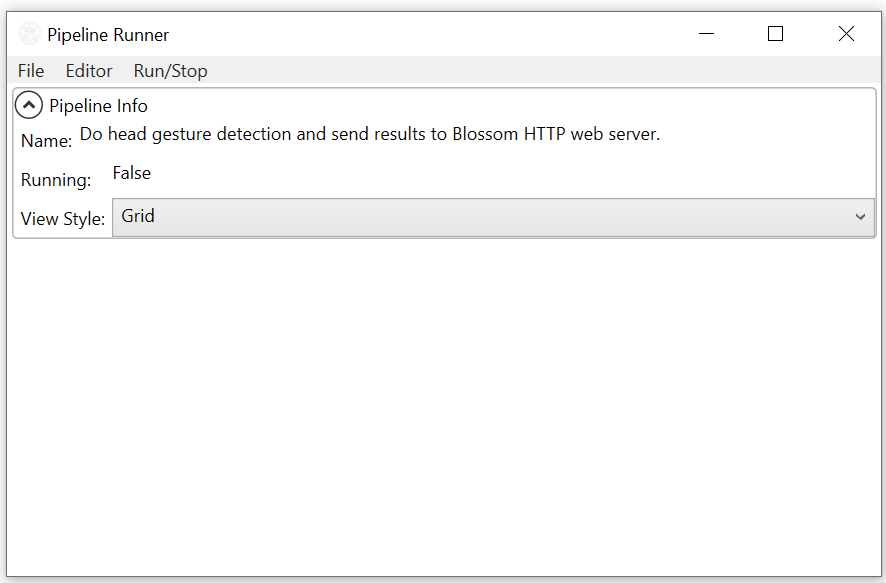 Pipeline Runner
File Editor Run/Stop
Pipeline Info
Name: Do head gesture detection and send results to Blossom HTTP web server.
Running: False
View Style: Grid